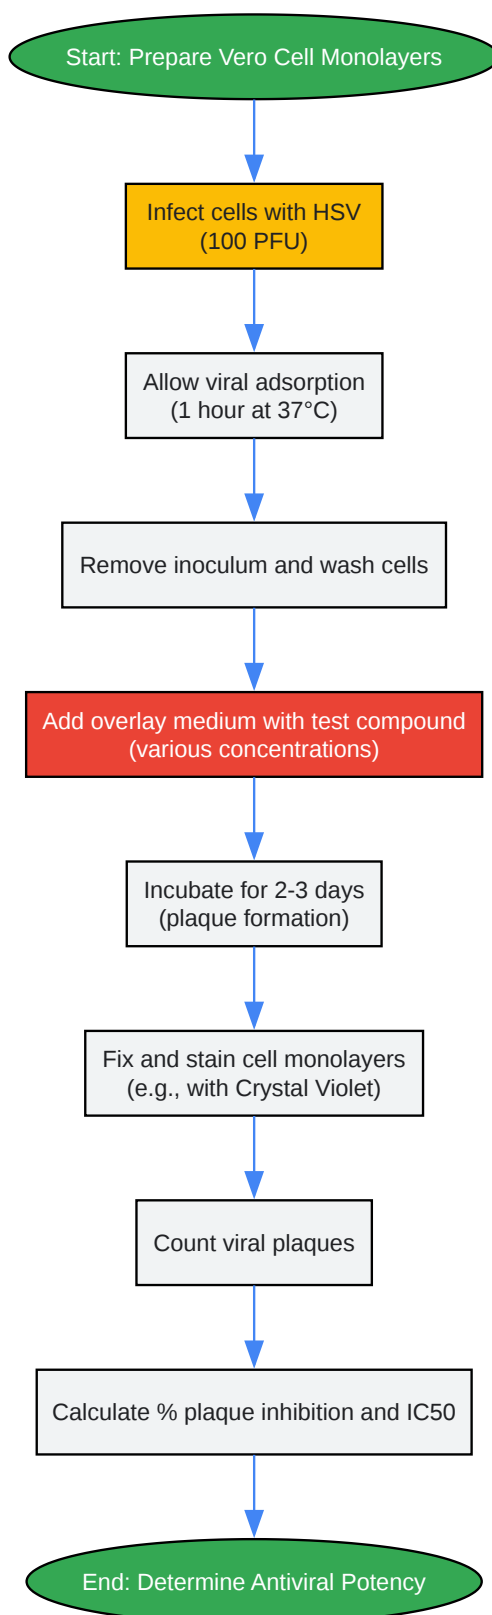 Start: Prepare Vero Cell Monolayers
Infect cells with HSV
(100 PFU)
Allow viral adsorption
(1 hour at 37°C)
Remove inoculum and wash cells
Add overlay medium with test compound
(various concentrations)
Incubate for 2-3 days
(plaque formation)
Fix and stain cell monolayers
(e.g., with Crystal Violet)
Count viral plaques
Calculate % plaque inhibition and IC50
End: Determine Antiviral Potency